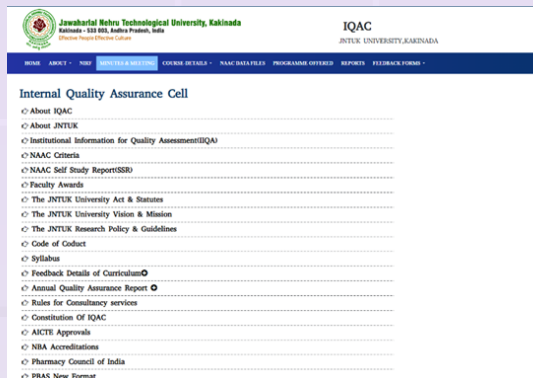 Jawaharlal Nehru Technological University, Kakinada
Kakinada - 533 003, Andhra Pradesh, India
Effective People Effective Culture
IQAC
JNTUK UNIVERSITY,KAKINADA
HOME ABOUT NIRF MINUTES & MEETING COURSE-DETAILS NAAC DATA FILES PROGRAMME OFFERED REPORTS FEEDBACK FORMS
Internal Quality Assurance Cell
About IQAC
About JNTUK
Institutional Information for Quality Assessment(IIQA)
NAAC Criteria
NAAC Self Study Report(SSR)
Faculty Awards
The JNTUK University Act & Statutes
The JNTUK University Vision & Mission
The JNTUK Research Policy & Guidelines
Code of Coduct
Syllabus
Feedback Details of Curriculum
Annual Quality Assurance Report
Rules for Consultancy services
Constitution Of IQAC
AICTE Approvals
NBA Accreditations
Pharmacy Council of India
PBAS New Format